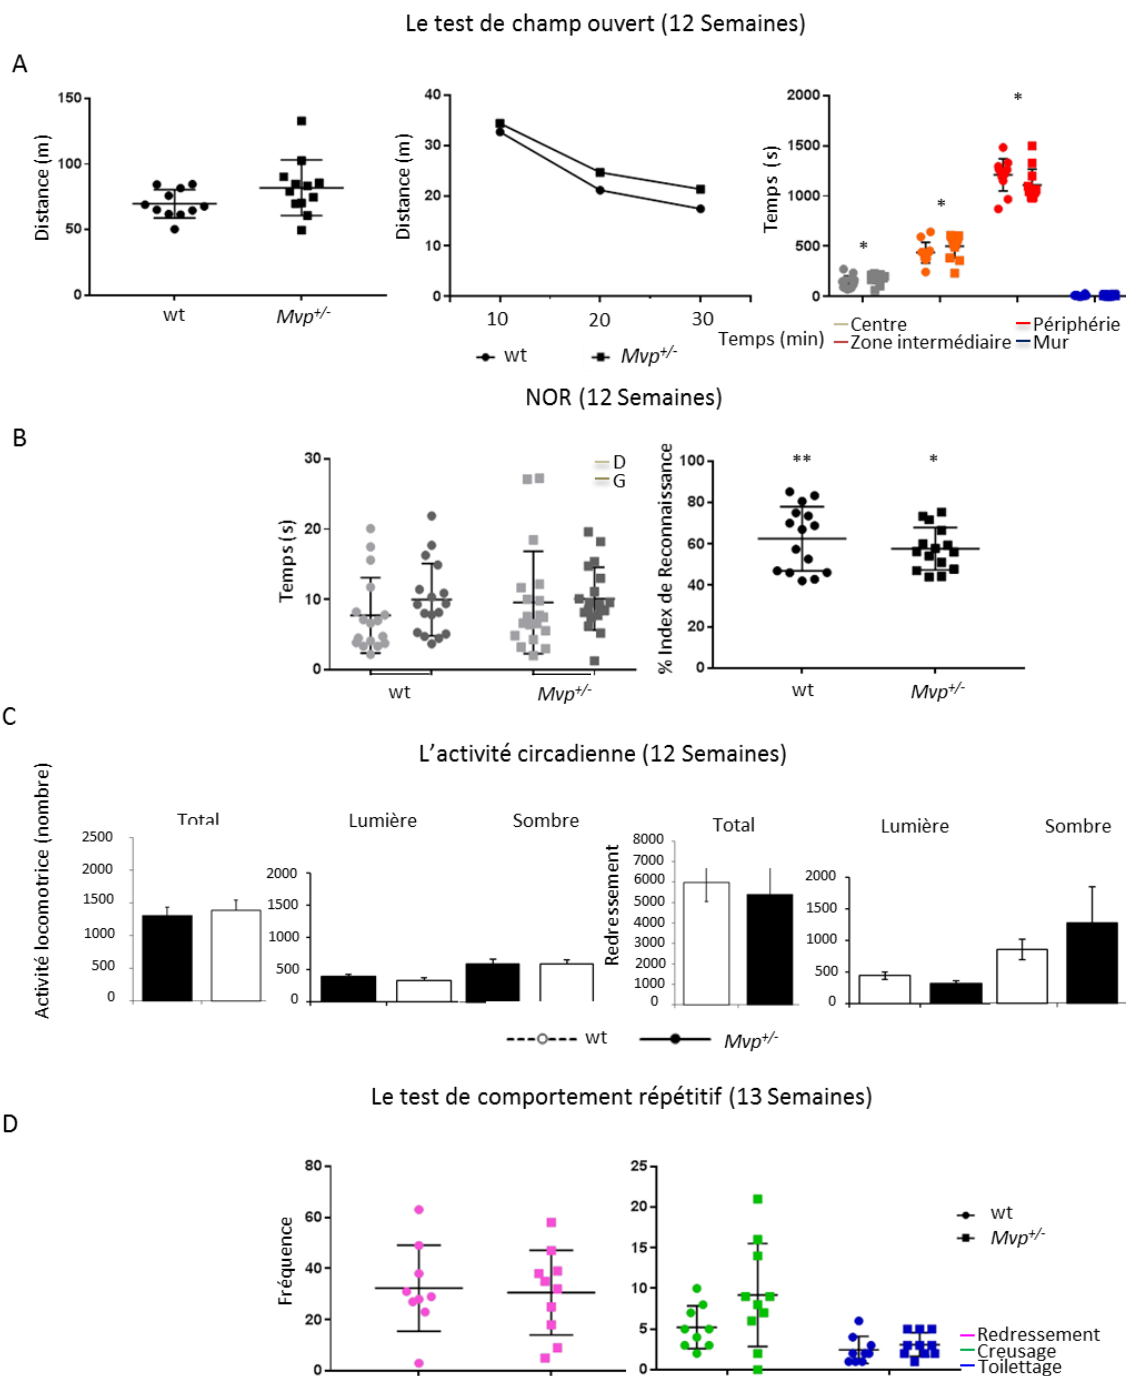 Le test de champ ouvert (12 Semaines)
A
150
100
50
0
Distance (m)
wt
Mvp+/-
40
30
20
10
0
Distance (m)
10
20
30
Temps (min)
wt
Mvp+/-
2000
1500
1000
500
0
Temps (s)
*
*
*
Centre
Périphérie
Zone intermédiaire
Mur
NOR (12 Semaines)
B
30
20
10
0
Temps (s)
D
G
wt
Mvp+/-
100
80
60
40
20
0
% Index de Reconnaissance
**
*
wt
Mvp+/-
C
L'activité circadienne (12 Semaines)
Activité locomotrice (nombre)
Total
2500
2000
1500
1000
500
0
Lumière
Sombre
2000
1500
1000
500
0
Redressement
Total
8000
7000
6000
5000
4000
3000
2000
1000
0
Lumière
Sombre
2000
1500
1000
500
0
wt
Mvp+/-
Le test de comportement répétitif (13 Semaines)
D
80
60
40
20
0
Fréquence
25
20
15
10
5
0
wt
Mvp+/-
Redressement
Creusage
Toilettage